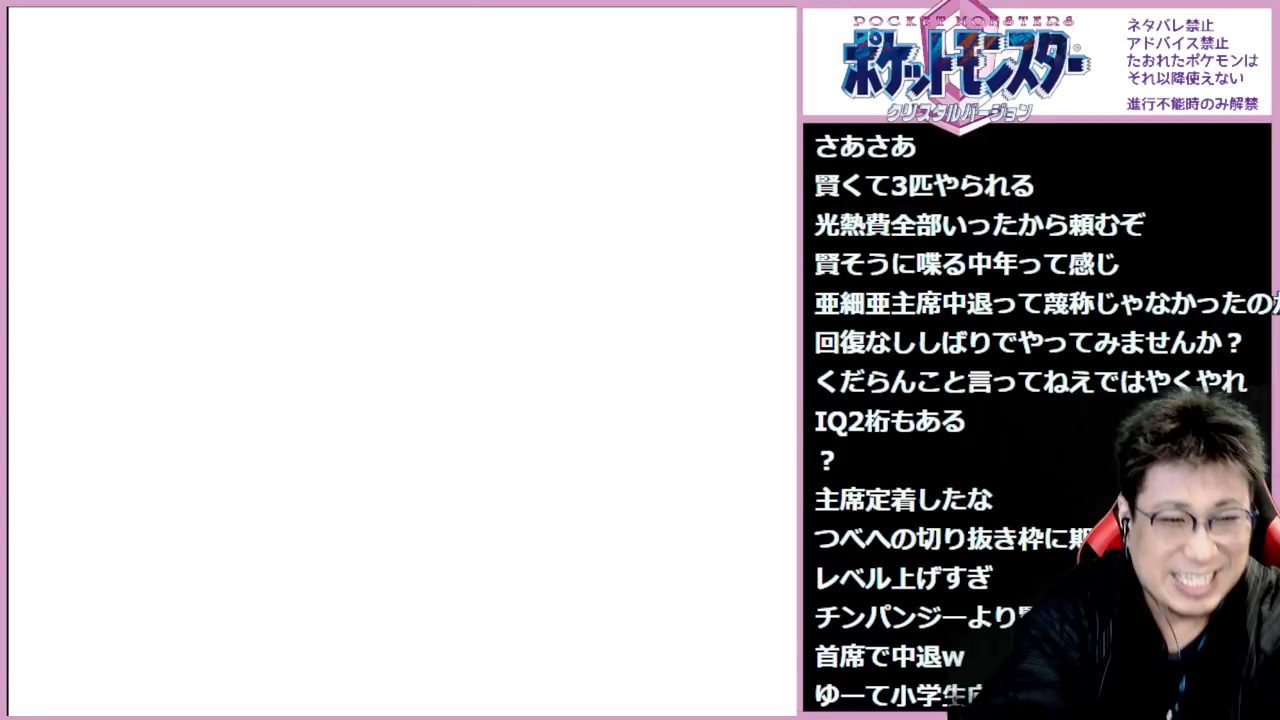 POCKET MONSTERS
ポケットモンスター
クリスタルバージョン
ネタバレ禁止
アドバイス禁止
たおれたポケモンは
それ以降使えない
進行不能時のみ解禁
さあさあ
賢くて3匹やられる
光熱費全部いったから頼むぞ
賢そうに喋る中年って感じ
亜細亜主席中退って蔑称じゃなかったのか
回復なししばりでやってみませんか？
くだらんこと言ってねえではやくやれ
IQ2桁もある
？
主席定着したな
つべへの切り抜き枠に期
レベル上げすぎ
チンパンジーより賢
首席で中退w
ゆーて小学生